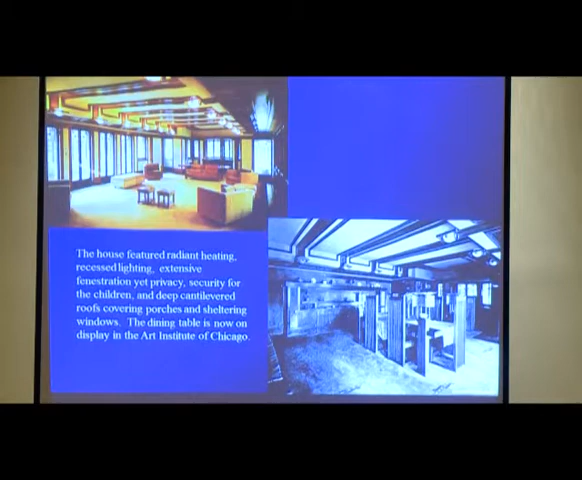 The house featured radiant heating,
recessed lighting, extensive
fenestration yet privacy, security for
the children, and deep cantilevered
roofs covering porches and sheltering
windows. The dining table is now on
display in the Art Institute of Chicago.